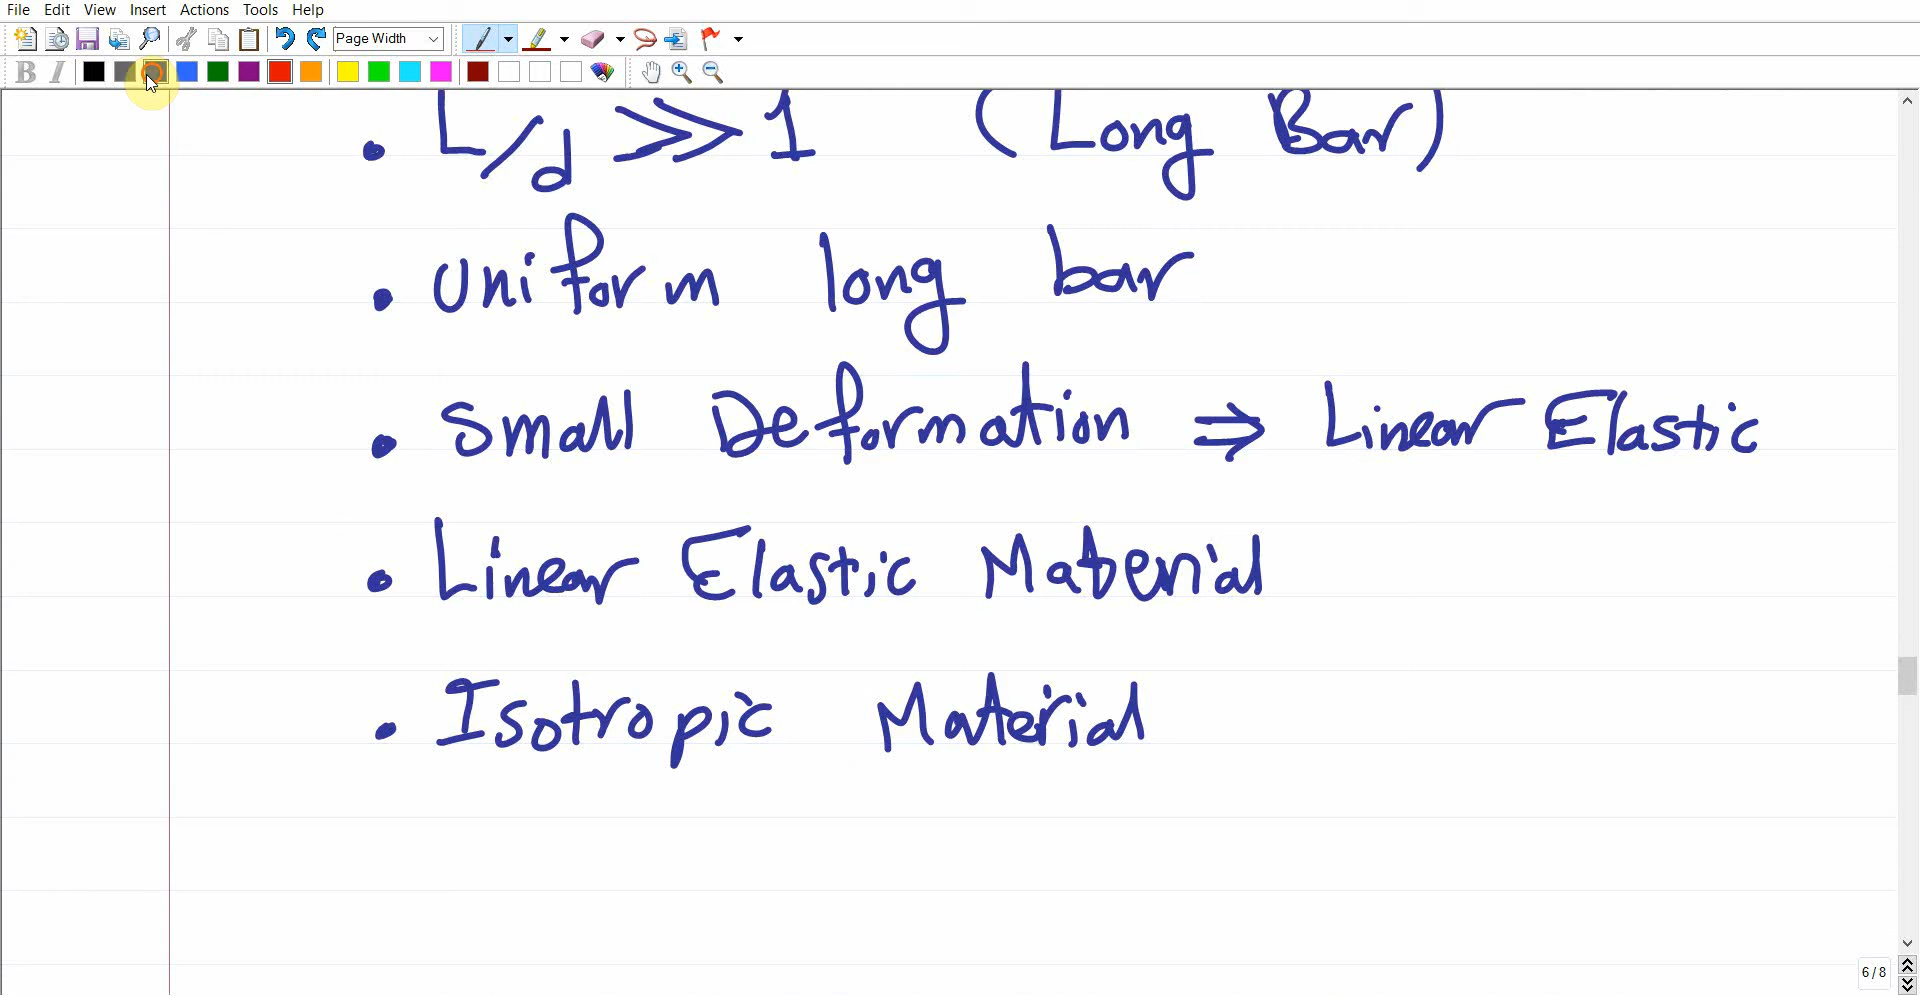 File Edit View Insert Actions Tools Help
Page Width
B I
• L/d >> 1 (Long Bar)
• Uniform long bar
• Small Deformation ⇒ Linear Elastic
• Linear Elastic Material
• Isotropic Material
6 / 8